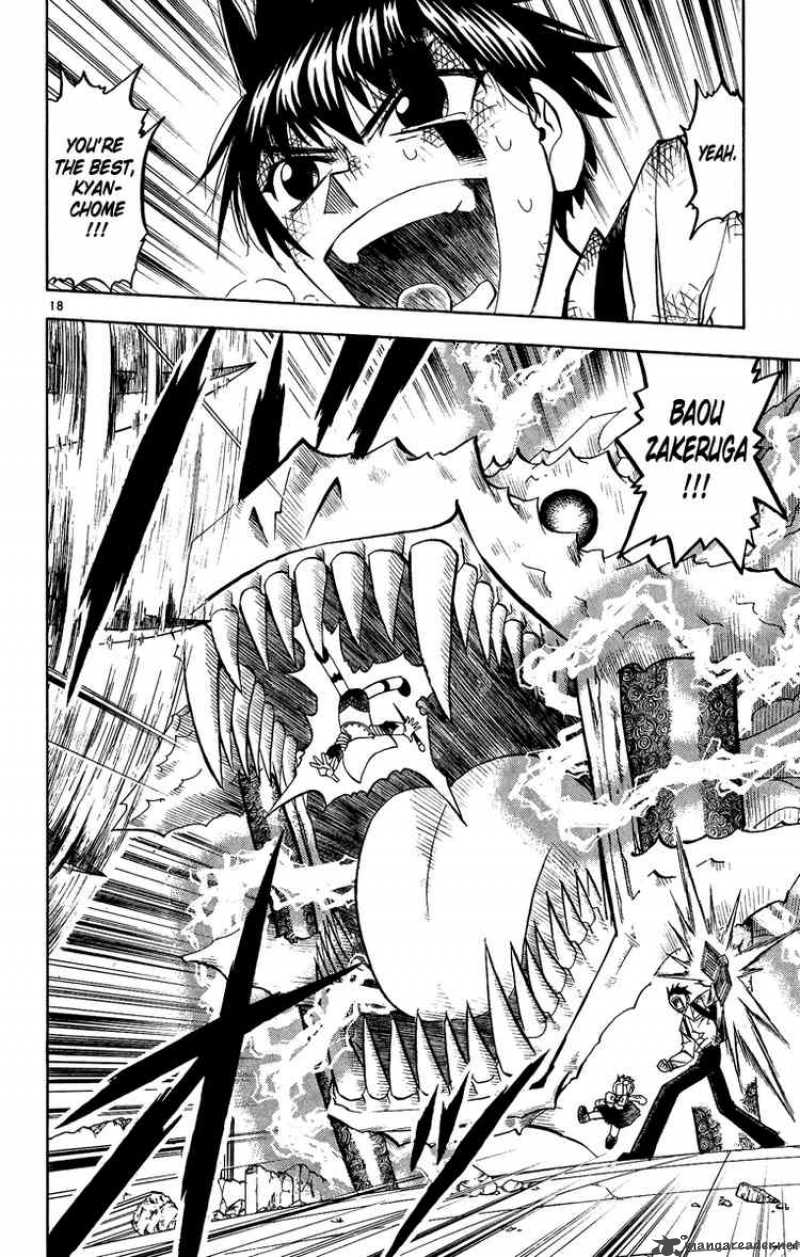 YEAH.
YOU'RE
THE BEST,
KYAN-
CHOME
!!!
18
BAOU
ZAKERUGA
!!!
mangareader.net